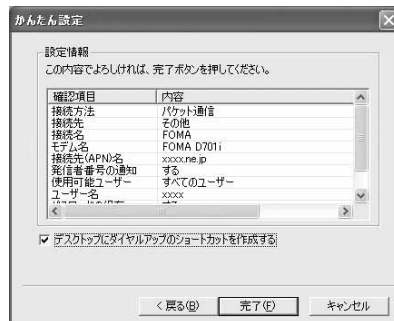 かんたん設定
設定情報
この内容でよろしければ、完了ボタンを押してください。
確認項目 内容
接続方法 パケット通信
接続先 その他
接続名 FOMA
モデム名 FOMA D701i
接続先(APN)名 xxxx.ne.jp
発信者番号の通知 する
使用可能ユーザー すべてのユーザー
ユーザー名 xxxx
デスクトップにダイヤルアップのショートカットを作成する
< 戻る(B) 完了(F) キャンセル